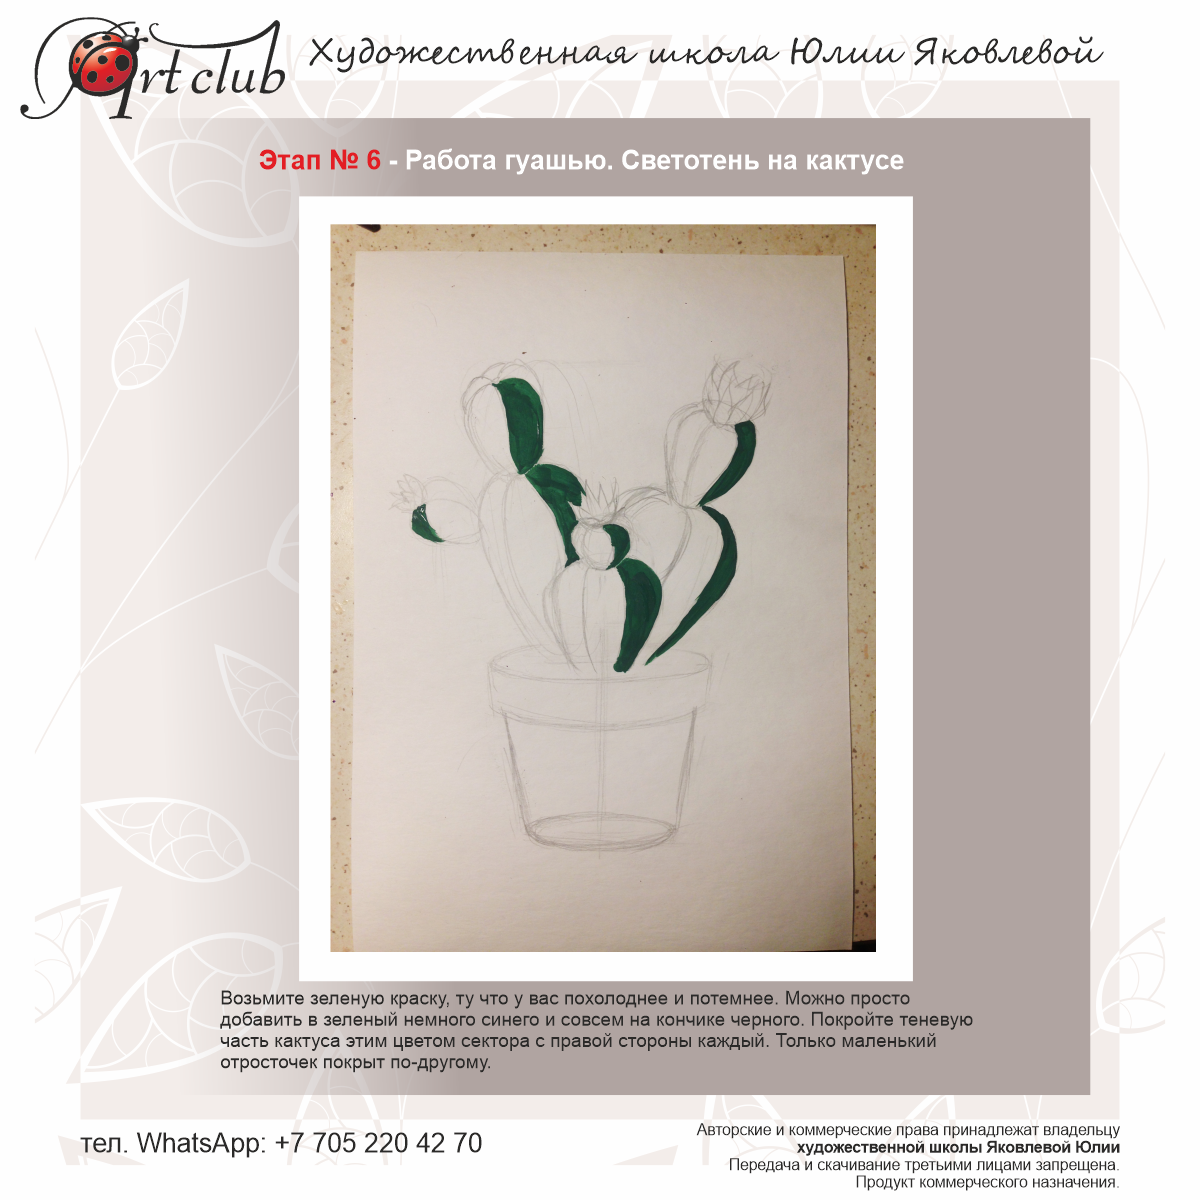 Art club
Художественная школа Юлии Яковлевой
Этап № 6 - Работа гуашью. Светотень на кактусе
Возьмите зеленую краску, ту что у вас похолоднее и потемнее. Можно просто
добавить в зеленый немного синего и совсем на кончике черного. Покройте теневую
часть кактуса этим цветом сектора с правой стороны каждый. Только маленький
отросточек покрыт по-другому.
тел. WhatsApp: +7 705 220 42 70
Авторские и коммерческие права принадлежат владельцу
художественной школы Яковлевой Юлии
Передача и скачивание третьими лицами запрещена.
Продукт коммерческого назначения.